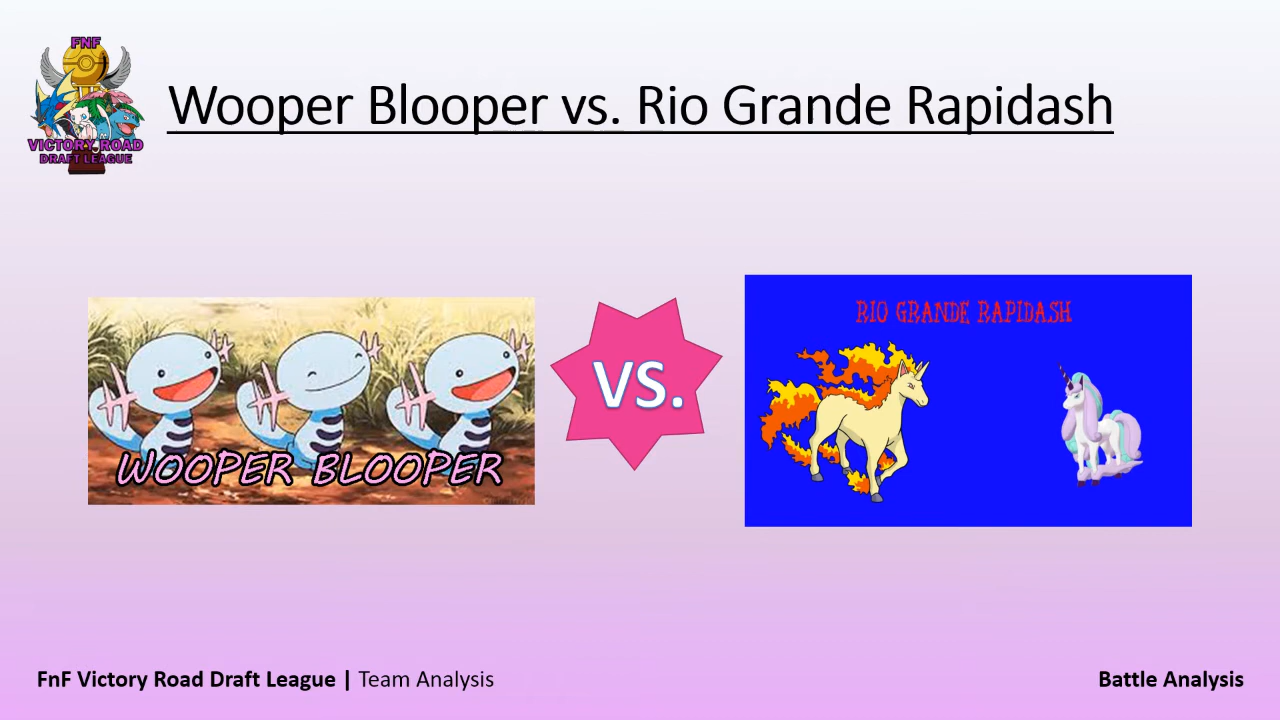 FNF
VICTORY ROAD
DRAFT LEAGUE
Wooper Blooper vs. Rio Grande Rapidash
WOOPER BLOOPER
VS.
RIO GRANDE RAPIDASH
FnF Victory Road Draft League | Team Analysis
Battle Analysis